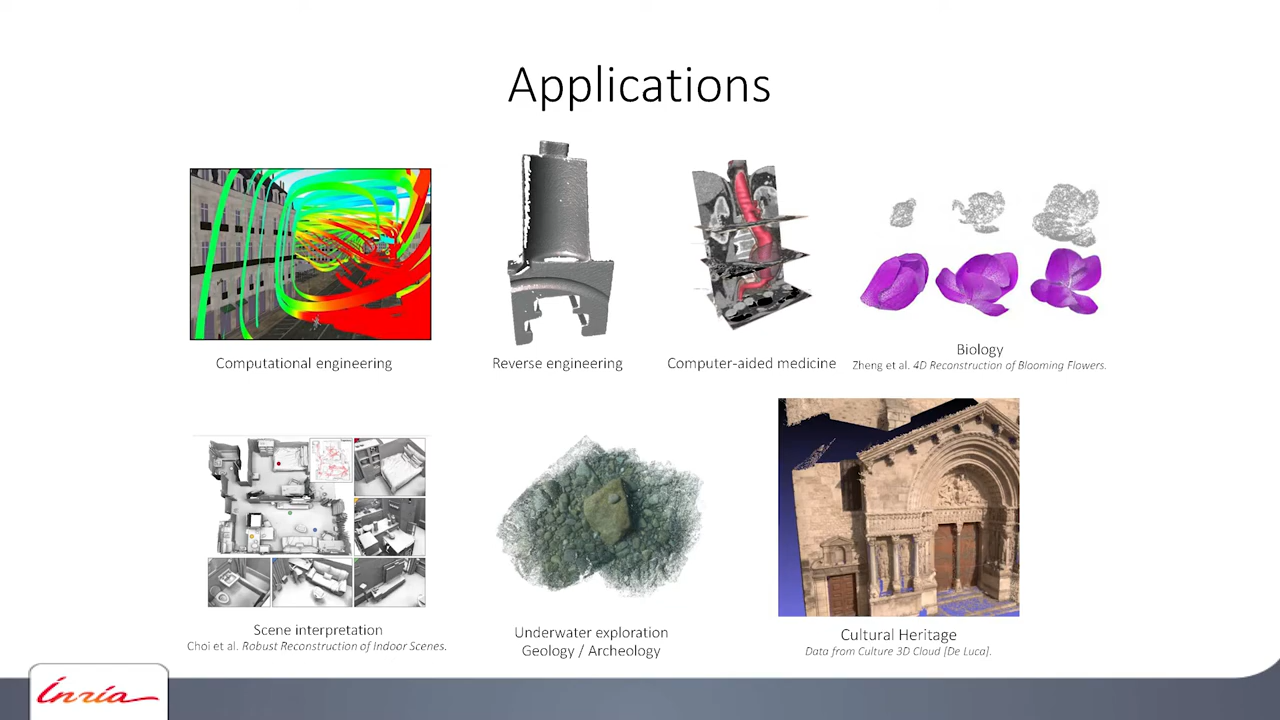 Applications
Computational engineering
Reverse engineering
Computer-aided medicine
Biology
Zheng et al. 4D Reconstruction of Blooming Flowers.
Scene interpretation
Choi et al. Robust Reconstruction of Indoor Scenes.
Underwater exploration
Geology / Archeology
Cultural Heritage
Data from Culture 3D Cloud [De Luca].
Inria